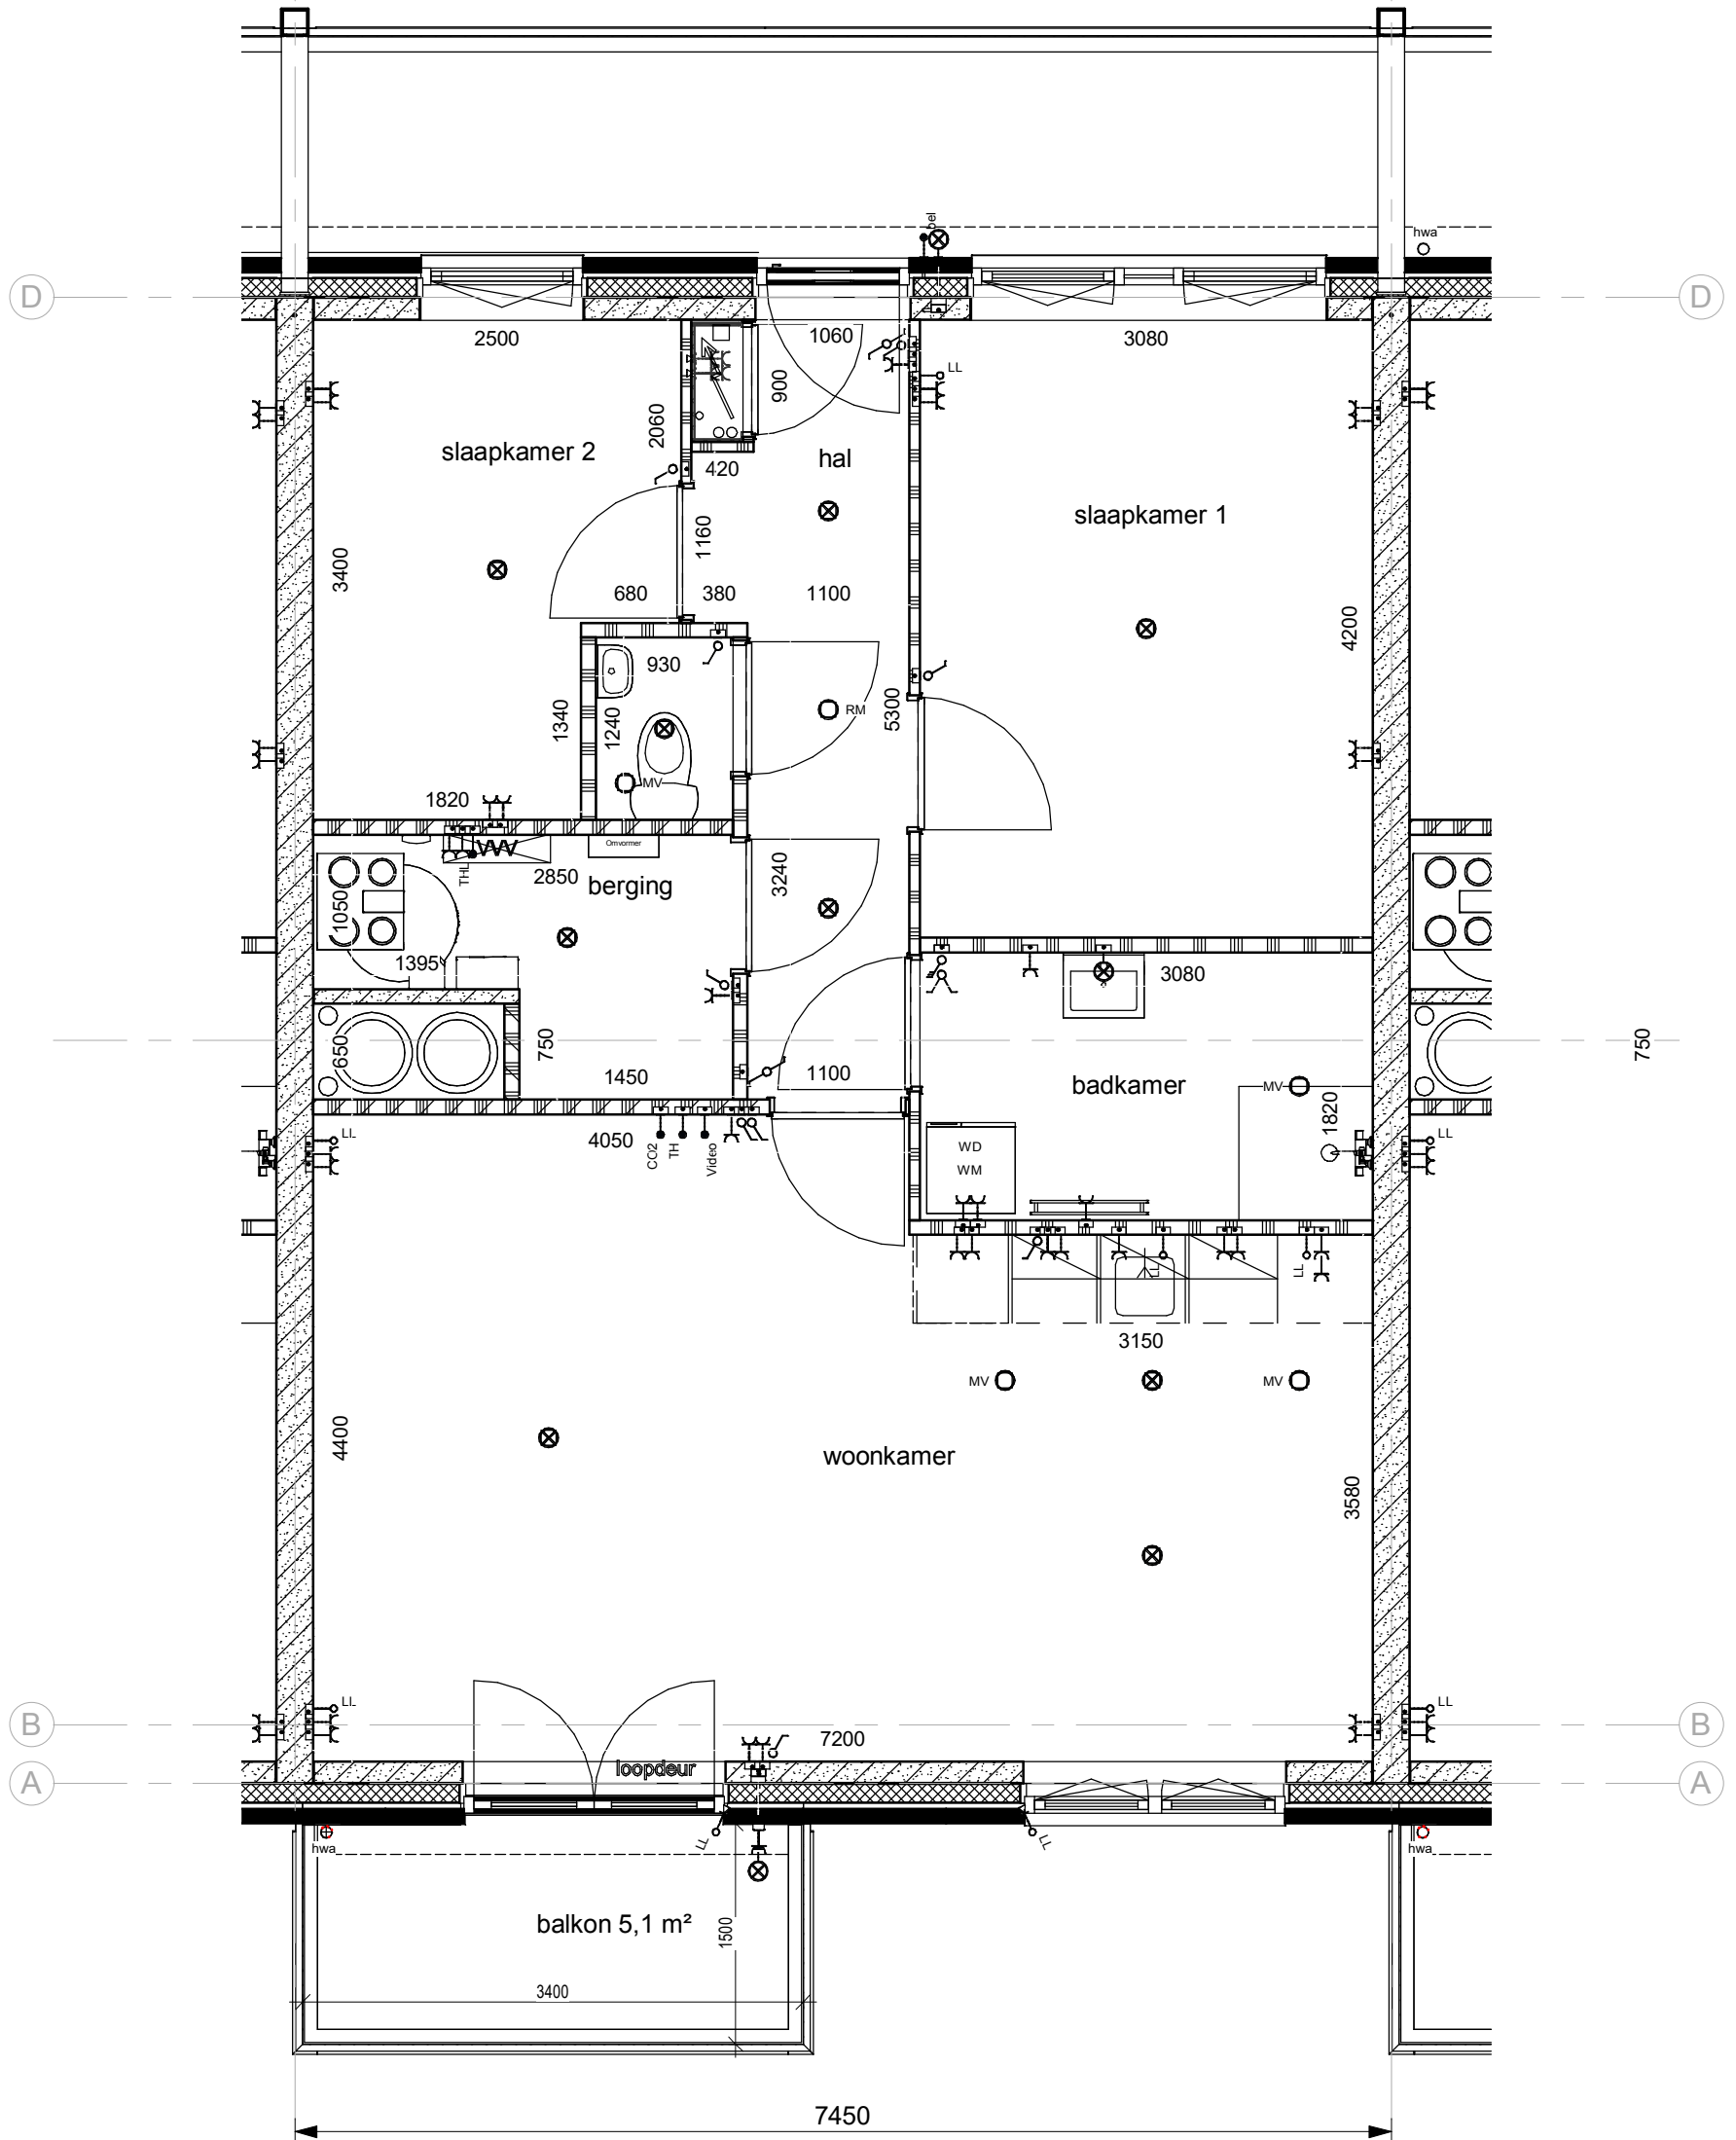 bel
hwa
D
D
2500
1060
3080
900
LL
2060
slaapkamer 2
hal
420
slaapkamer 1
1160
3400
680
380
1100
4200
930
1340
1240
5300
RM
MV
1820
Omvormer
THL
2850
berging
3240
1050
1395
3080
650
750
750
1450
1100
badkamer
MV
1820
LL
4050
CO2
TH
Video
WD
WM
LL
LL
LL
3150
MV
MV
4400
woonkamer
3580
LL
LL
B
B
7200
loopdeur
A
A
hwa
LL
LL
hwa
balkon 5,1 m²
1500
3400
7450